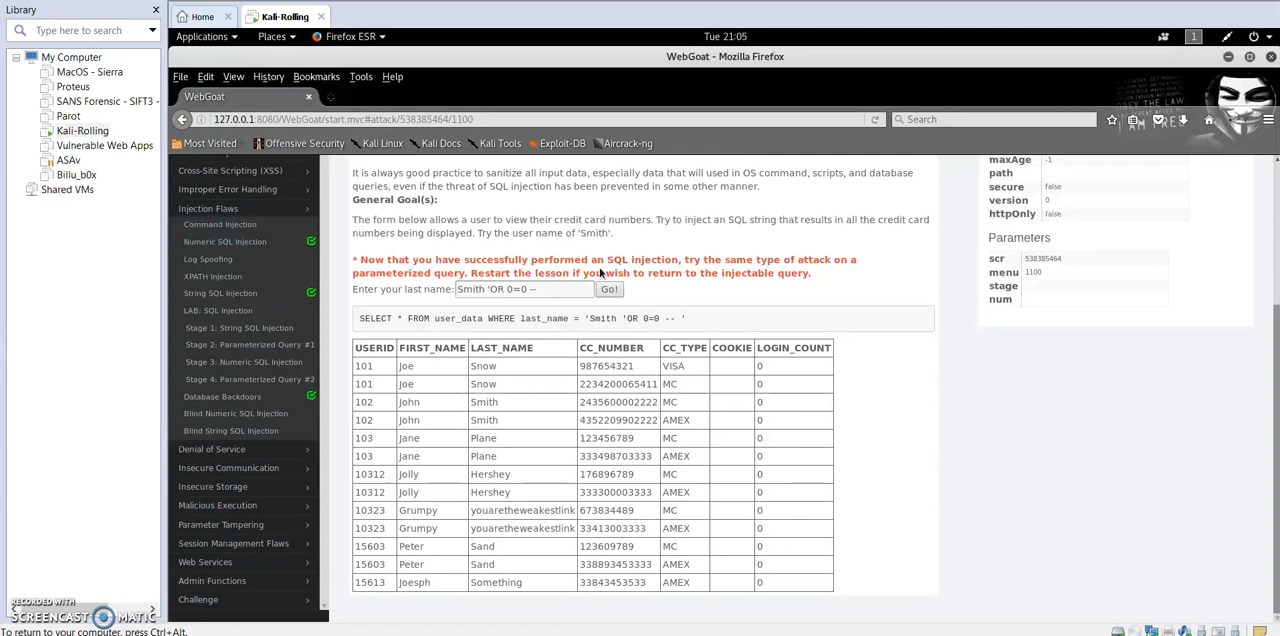 Library
Type here to search
My Computer
MacOS - Sierra
Proteus
SANS Forensic - SIFT3 -
Parot
Kali-Rolling
Vulnerable Web Apps
ASAv
Billu_b0x
Shared VMs
Home
Kali-Rolling
Applications
Places
Firefox ESR
Tue 21:05
1
WebGoat - Mozilla Firefox
File Edit View History Bookmarks Tools Help
WebGoat
127.0.0.1:8080/WebGoat/start.mvc#attack/538385464/1100
Search
Most Visited
Offensive Security
Kali Linux
Kali Docs
Kali Tools
Exploit-DB
Aircrack-ng
Cross-Site Scripting (XSS)
Improper Error Handling
Injection Flaws
Command Injection
Numeric SQL Injection
Log Spoofing
XPATH Injection
String SQL Injection
LAB: SQL Injection
Stage 1: String SQL Injection
Stage 2: Parameterized Query #1
Stage 3: Numeric SQL Injection
Stage 4: Parameterized Query #2
Database Backdoors
Blind Numeric SQL Injection
Blind String SQL Injection
Denial of Service
Insecure Communication
Insecure Storage
Malicious Execution
Parameter Tampering
Session Management Flaws
Web Services
Admin Functions
Challenge
It is always good practice to sanitize all input data, especially data that will used in OS command, scripts, and database
queries, even if the threat of SQL injection has been prevented in some other manner.
General Goal(s):
The form below allows a user to view their credit card numbers. Try to inject an SQL string that results in all the credit card
numbers being displayed. Try the user name of 'Smith'.
* Now that you have successfully performed an SQL injection, try the same type of attack on a
parameterized query. Restart the lesson if you wish to return to the injectable query.
Enter your last name: Smith 'OR 0=0 -- Go!
SELECT * FROM user_data WHERE last_name = 'Smith 'OR 0=0 -- '
USERID FIRST_NAME LAST_NAME CC_NUMBER CC_TYPE COOKIE LOGIN_COUNT
101 Joe Snow 987654321 VISA 0
101 Joe Snow 2234200065411 MC 0
102 John Smith 2435600002222 MC 0
102 John Smith 4352209902222 AMEX 0
103 Jane Plane 123456789 MC 0
103 Jane Plane 333498703333 AMEX 0
10312 Jolly Hershey 176896789 MC 0
10312 Jolly Hershey 333300003333 AMEX 0
10323 Grumpy youaretheweakestlink 673834489 MC 0
10323 Grumpy youaretheweakestlink 33413003333 AMEX 0
15603 Peter Sand 123609789 MC 0
15603 Peter Sand 338893453333 AMEX 0
15613 Joesph Something 33843453533 AMEX 0
maxAge -1
path
secure false
version 0
httpOnly false
Parameters
scr 538385464
menu 1100
stage
num
RECORDED WITH
SCREENCAST MATIC
To return to your computer, press Ctrl+Alt.